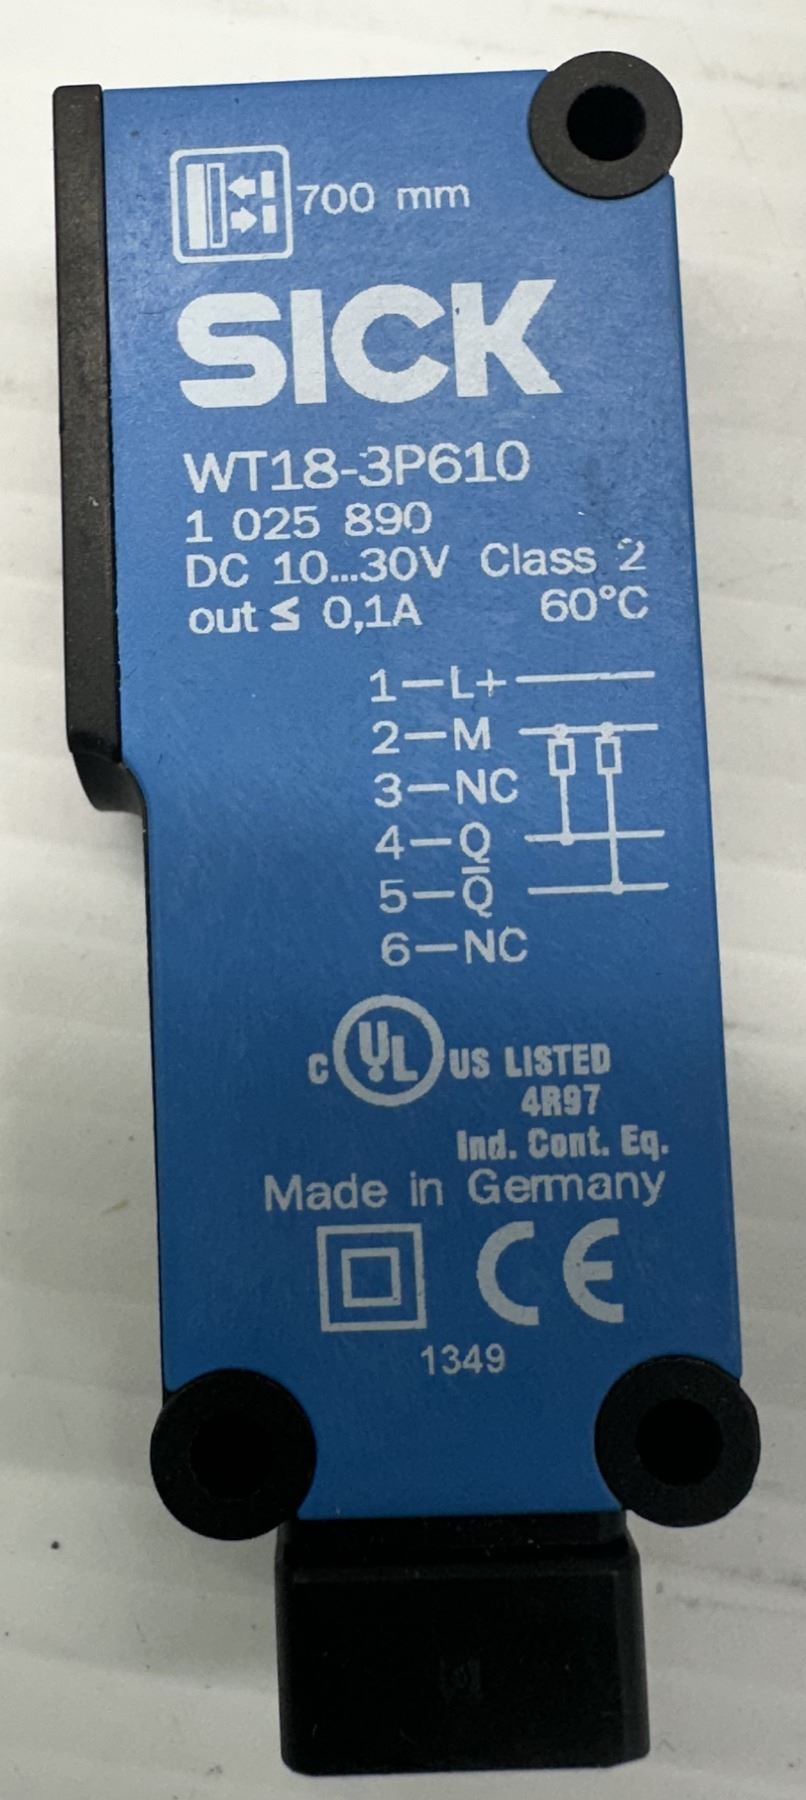 700 mm
SICK
WT18-3P610
1 025 890
DC 10...30V Class 2
out ≤ 0,1A 60°C
1—L+
2—M
3—NC
4—Q
5—Q̅
6—NC
C UL US LISTED
4R97
Ind. Cont. Eq.
Made in Germany
CE
1349